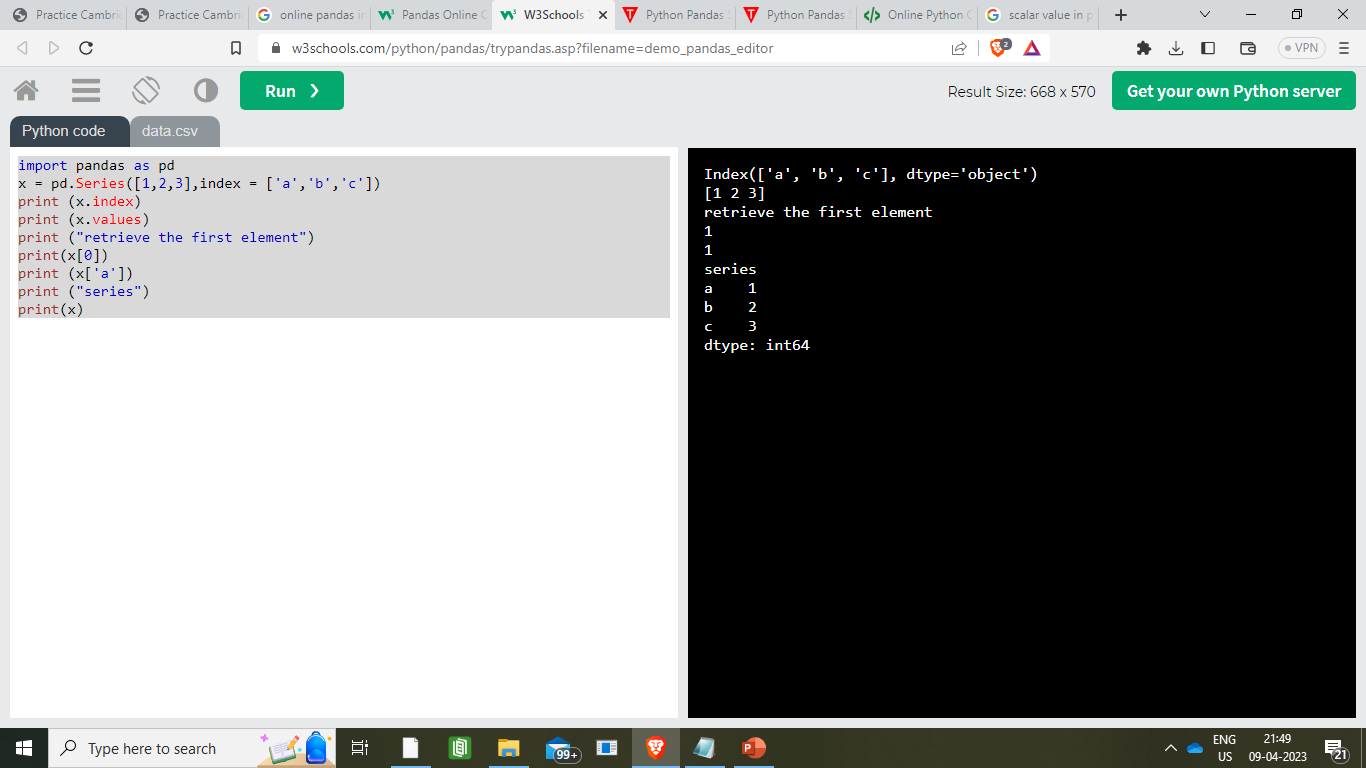 Practice Cambri
Practice Cambri
online pandas i
Pandas Online C
W3Schools
Python Pandas
Python Pandas
Online Python C
scalar value in p
w3schools.com/python/pandas/trypandas.asp?filename=demo_pandas_editor
2
VPN
Run ❯
Result Size: 668 x 570
Get your own Python server
Python code
data.csv
import pandas as pd
x = pd.Series([1,2,3],index = ['a','b','c'])
print (x.index)
print (x.values)
print ("retrieve the first element")
print(x[0])
print (x['a'])
print ("series")
print(x)
Index(['a', 'b', 'c'], dtype='object')
[1 2 3]
retrieve the first element
1
1
series
a    1
b    2
c    3
dtype: int64
Type here to search
99+
ENG
US
21:49
09-04-2023
21